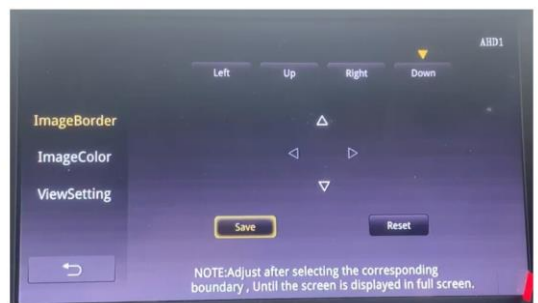 AHD1
Left Up Right Down
ImageBorder
ImageColor
ViewSetting
Save Reset
NOTE:Adjust after selecting the corresponding
boundary , Until the screen is displayed in full screen.